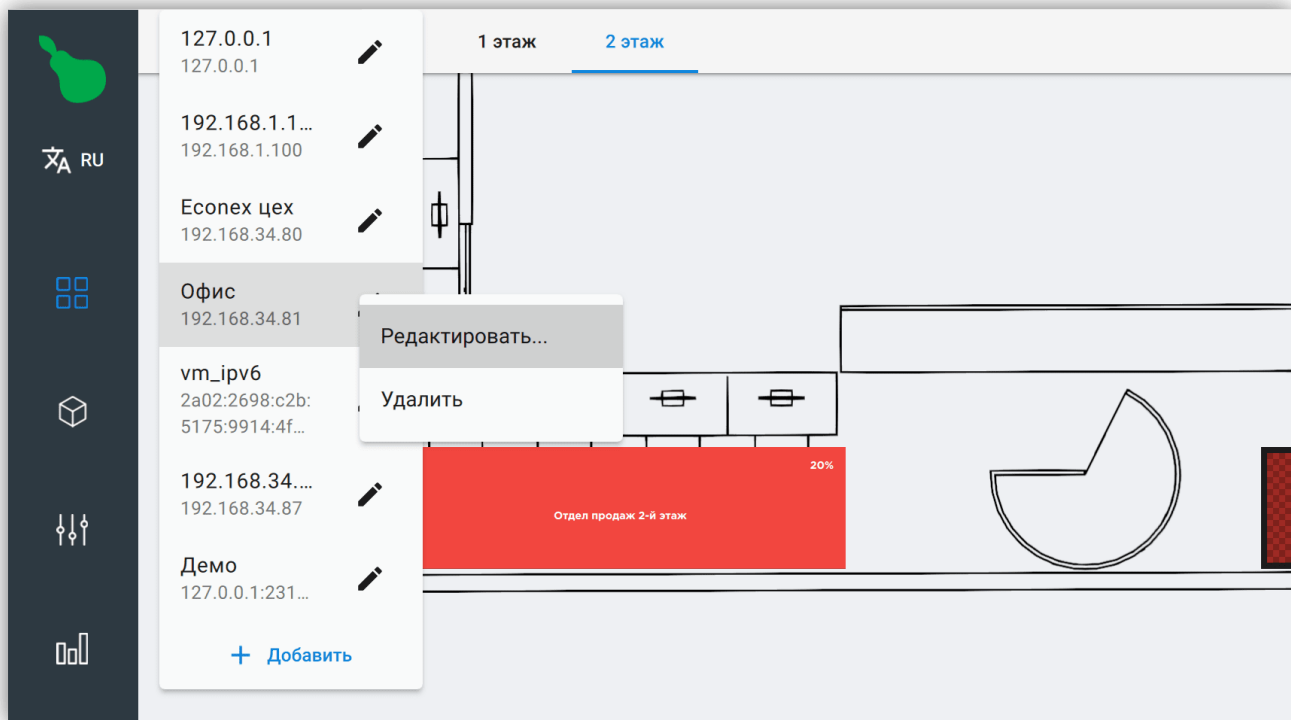 127.0.0.1
127.0.0.1
192.168.1.1...
192.168.1.100
Econex цех
192.168.34.80
Офис
192.168.34.81
vm_ipv6
2a02:2698:c2b:
5175:9914:4f...
192.168.34....
192.168.34.87
Демо
127.0.0.1:231...
+ Добавить
RU
1 этаж
2 этаж
Редактировать...
Удалить
20%
Отдел продаж 2-й этаж